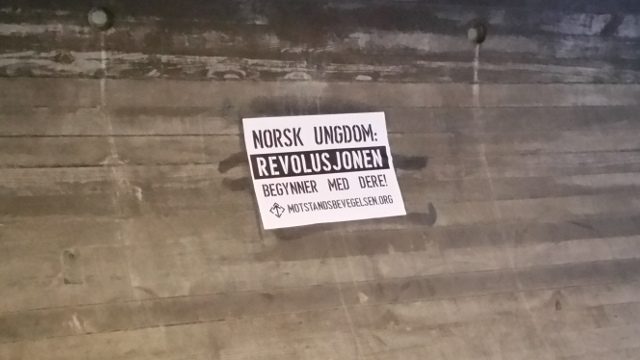 NORSK UNGDOM:
REVOLUSJONEN
BEGYNNER MED DERE!
MOTSTANDSBEVEGELSEN.ORG